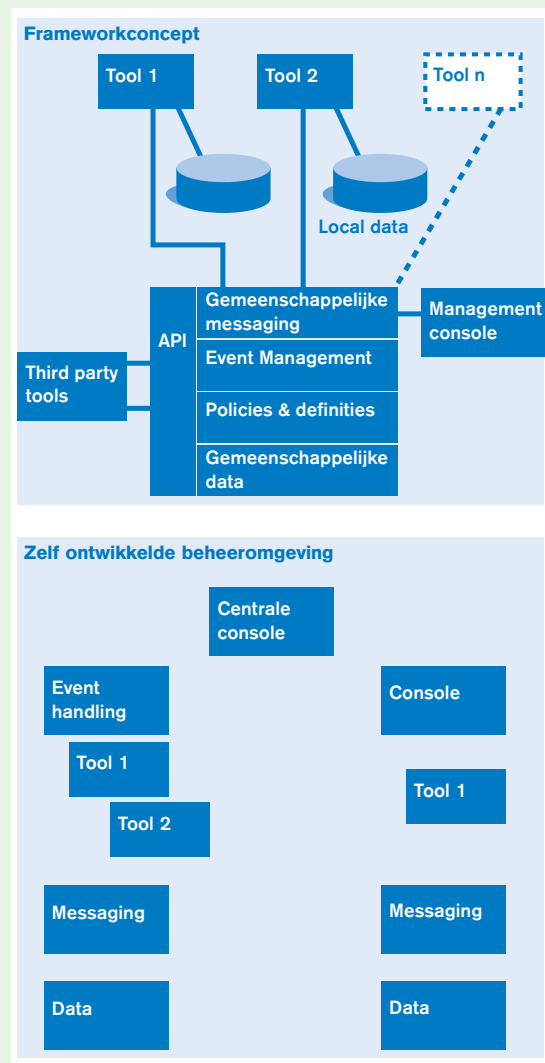 Frameworkconcept
Tool 1
Tool 2
Tool n
Local data
API
Gemeenschappelijke
messaging
Event Management
Policies & definities
Gemeenschappelijke
data
Management
console
Third party
tools
Zelf ontwikkelde beheeromgeving
Centrale
console
Event
handling
Console
Tool 1
Tool 2
Tool 1
Messaging
Messaging
Data
Data